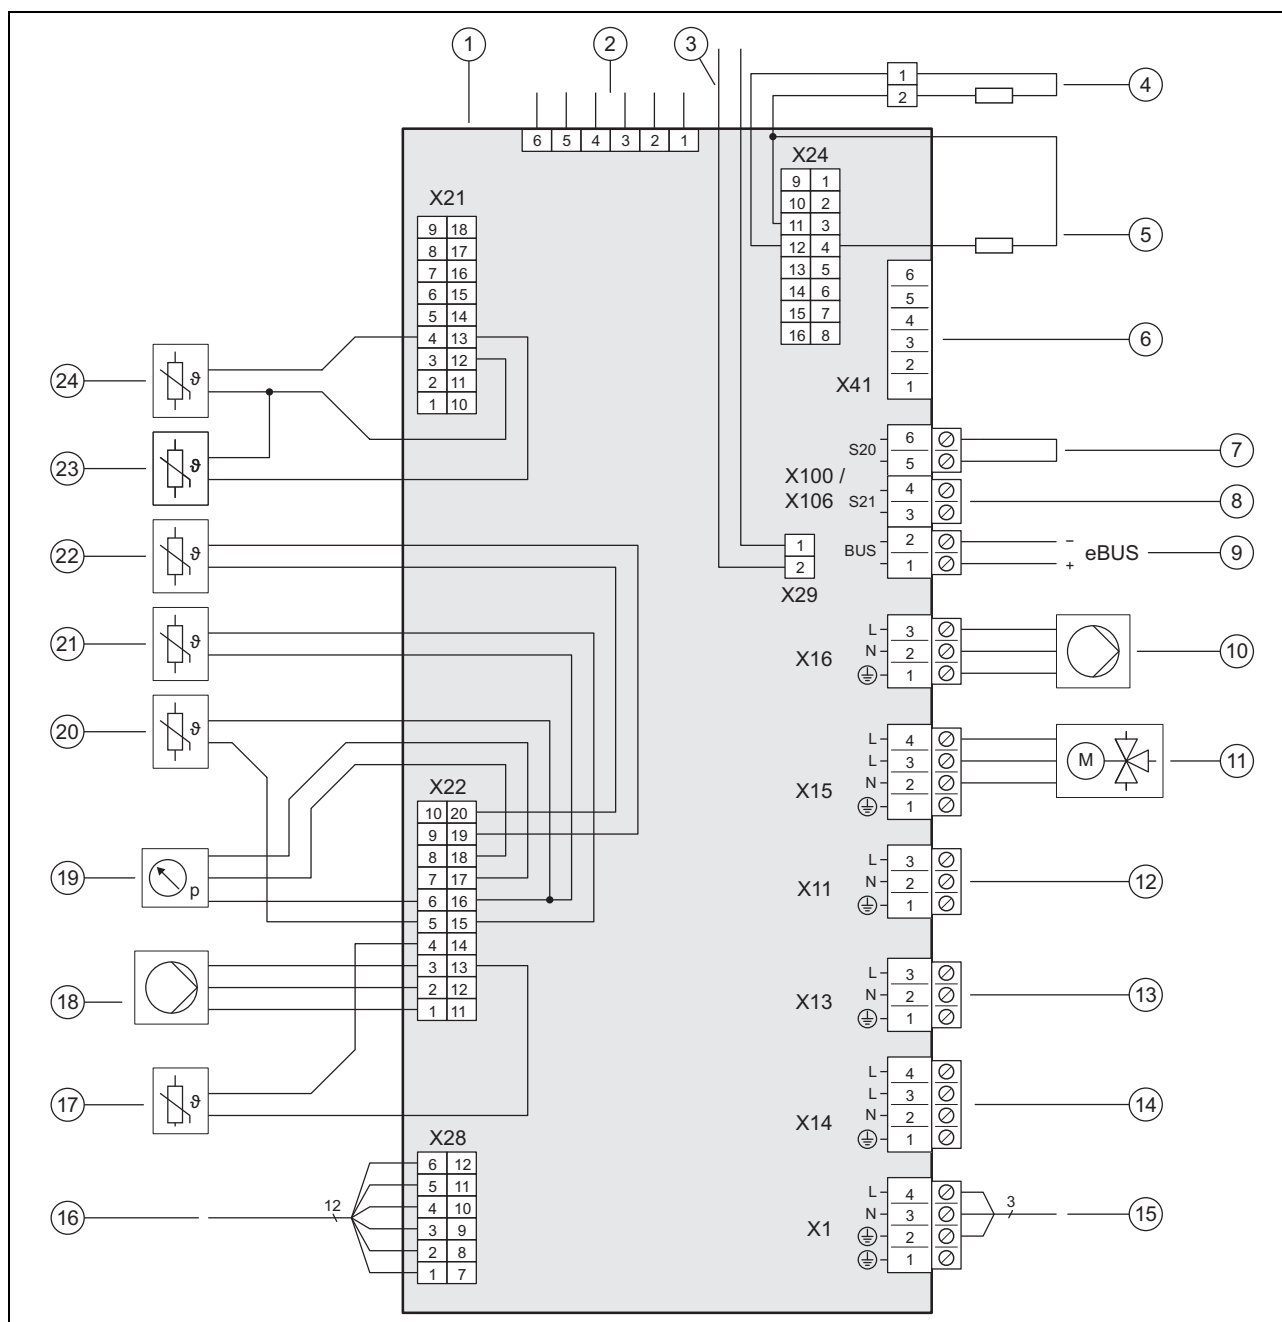 1 2 3
1
2
4
6 5 4 3 2 1
X24
9 1
10 2
11 3
12 4
13 5
14 6
15 7
16 8
5
X21
9 18
8 17
7 16
6 15
5 14
4 13
3 12
2 11
1 10
6
5
4
3
2
1
X41
6
24 ϑ
23 ϑ
22 ϑ
21 ϑ
20 ϑ
S20
6
5
7
X100 /
X106
S21
4
3
8
BUS
2
1
– eBUS
+
9
1
2
X29
X16
L 3
N 2
1
10
X15
L 4
L 3
N 2
1
M
11
X22
10 20
9 19
8 18
7 17
6 16
5 15
4 14
3 13
2 12
1 11
19 p
18
17 ϑ
X11
L 3
N 2
1
12
X13
L 3
N 2
1
13
X14
L 4
L 3
N 2
1
14
X28
6 12
5 11
4 10
3 9
2 8
1 7
16 12
X1
L 4
N 3
2
1
3
15